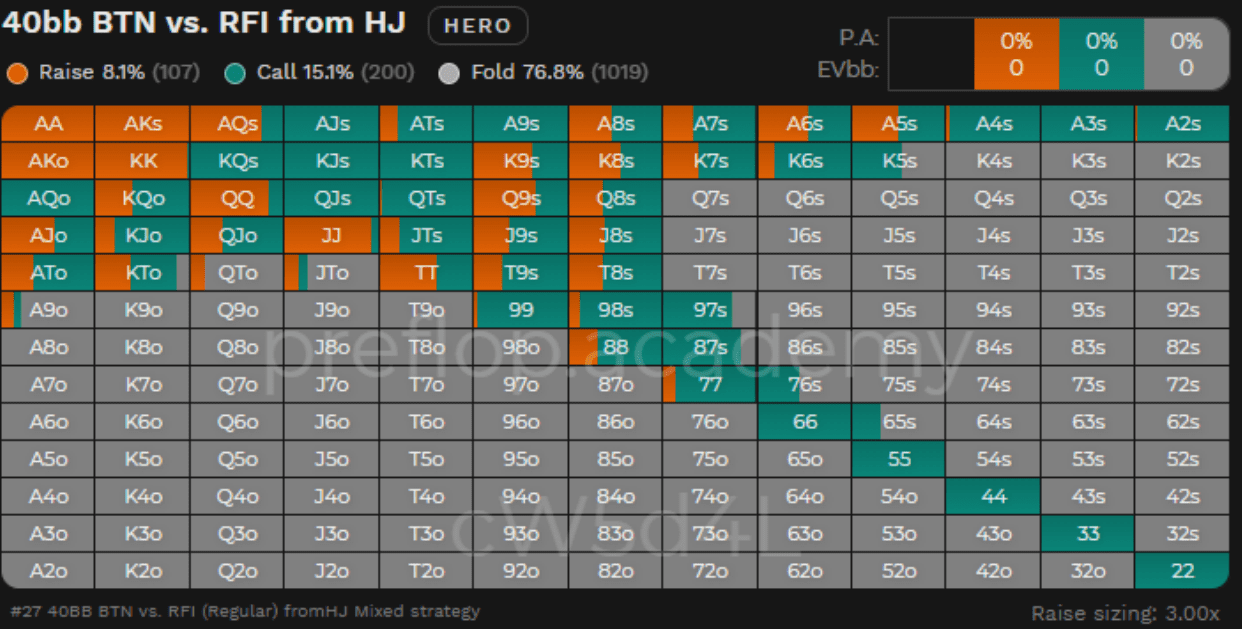 40bb BTN vs. RFI from HJ HERO
P.A: 0% 0% 0%
EVbb: 0 0 0
Raise 8.1% (107) Call 15.1% (200) Fold 76.8% (1019)
AA AKs AQs AJs ATs A9s A8s A7s A6s A5s A4s A3s A2s
AKo KK KQs KJs KTs K9s K8s K7s K6s K5s K4s K3s K2s
AQo KQo QQ QJs QTs Q9s Q8s Q7s Q6s Q5s Q4s Q3s Q2s
AJo KJo QJo JJ JTs J9s J8s J7s J6s J5s J4s J3s J2s
ATo KTo QTo JTo TT T9s T8s T7s T6s T5s T4s T3s T2s
A9o K9o Q9o J9o T9o 99 98s 97s 96s 95s 94s 93s 92s
A8o K8o Q8o J8o T8o 98o 88 87s 86s 85s 84s 83s 82s
preflop.academy
A7o K7o Q7o J7o T7o 97o 87o 77 76s 75s 74s 73s 72s
A6o K6o Q6o J6o T6o 96o 86o 76o 66 65s 64s 63s 62s
A5o K5o Q5o J5o T5o 95o 85o 75o 65o 55 54s 53s 52s
A4o K4o Q4o J4o T4o 94o 84o 74o 64o 54o 44 43s 42s
A3o K3o Q3o J3o T3o 93o 83o 73o 63o 53o 43o 33 32s
cW5d4L
A2o K2o Q2o J2o T2o 92o 82o 72o 62o 52o 42o 32o 22
#27 40BB BTN vs. RFI (Regular) fromHJ Mixed strategy
Raise sizing: 3.00x